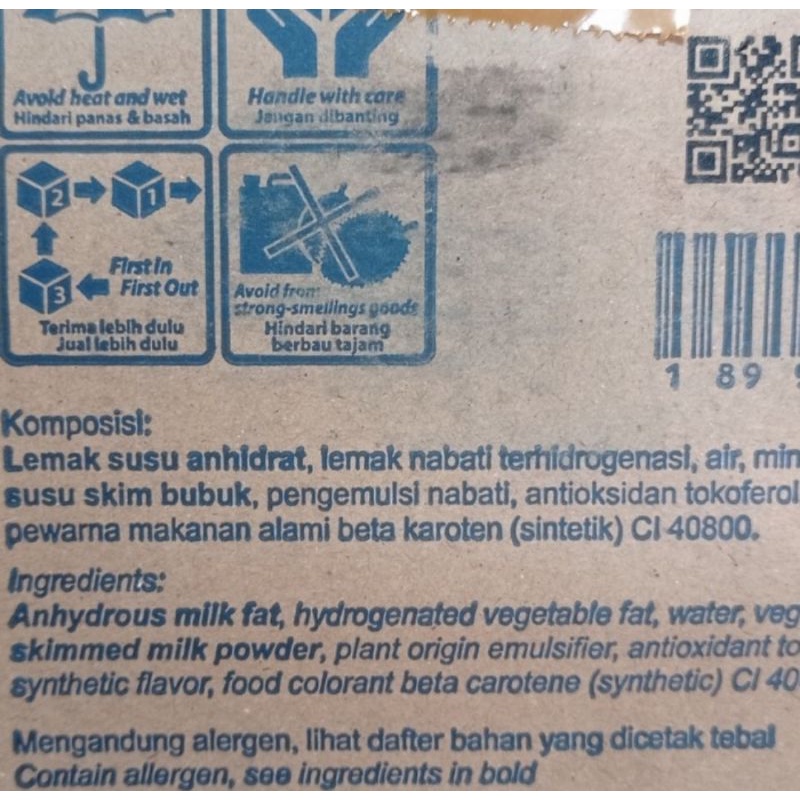 Avoid heat and wet
Hindari panas & basah
Handle with care
Jangan dibanting
2
1
3
First in
First Out
Terima lebih dulu
Jual lebih dulu
Avoid from
strong-smellings goods
Hindari barang
berbau tajam
1 89
Komposisi:
Lemak susu anhidrat, lemak nabati terhidrogenasi, air, min
susu skim bubuk, pengemulsi nabati, antioksidan tokoferol
pewarna makanan alami beta karoten (sintetik) CI 40800.
Ingredients:
Anhydrous milk fat, hydrogenated vegetable fat, water, veg
skimmed milk powder, plant origin emulsifier, antioxidant to
synthetic flavor, food colorant beta carotene (synthetic) CI 40
Mengandung alergen, lihat dafter bahan yang dicetak tebal
Contain allergen, see ingredients in bold